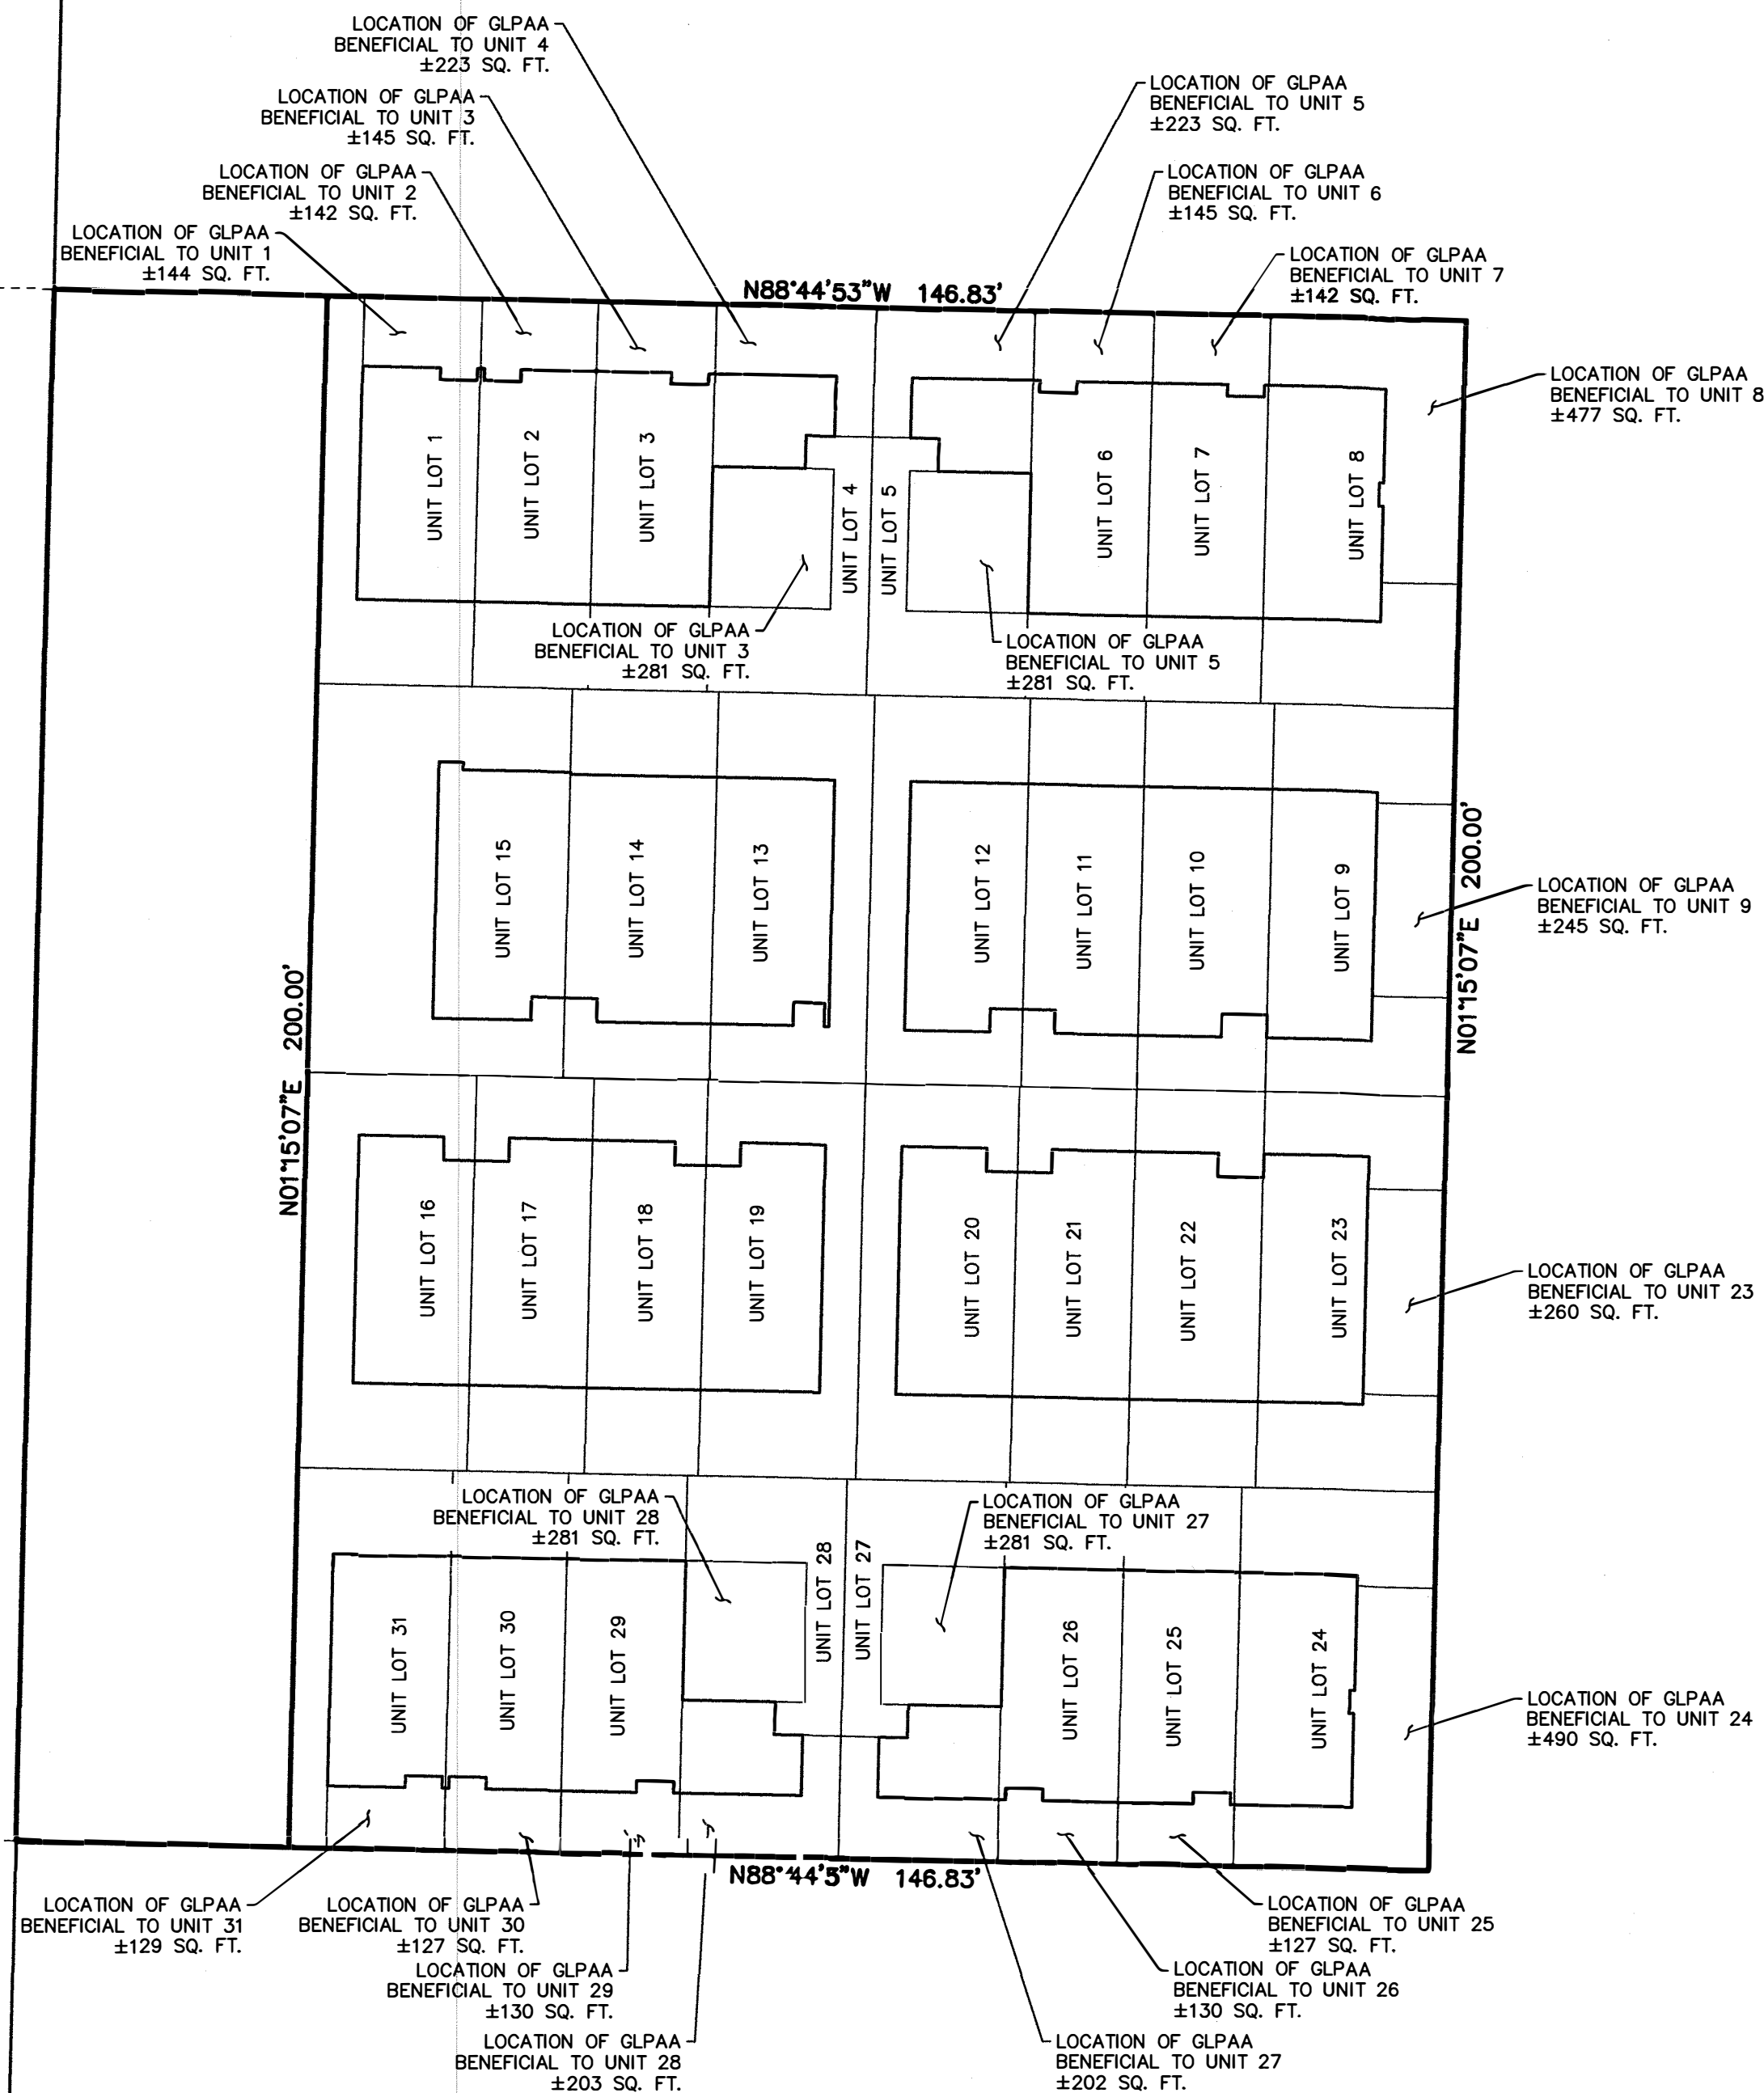 LOCATION OF GLPAA
BENEFICIAL TO UNIT 4
±223 SQ. FT.
LOCATION OF GLPAA
BENEFICIAL TO UNIT 3
±145 SQ. FT.
LOCATION OF GLPAA
BENEFICIAL TO UNIT 2
±142 SQ. FT.
LOCATION OF GLPAA
BENEFICIAL TO UNIT 1
±144 SQ. FT.
LOCATION OF GLPAA
BENEFICIAL TO UNIT 5
±223 SQ. FT.
LOCATION OF GLPAA
BENEFICIAL TO UNIT 6
±145 SQ. FT.
LOCATION OF GLPAA
BENEFICIAL TO UNIT 7
±142 SQ. FT.
N88°44'53"W 146.83'
LOCATION OF GLPAA
BENEFICIAL TO UNIT 8
±477 SQ. FT.
UNIT LOT 1
UNIT LOT 2
UNIT LOT 3
UNIT LOT 4
UNIT LOT 5
UNIT LOT 6
UNIT LOT 7
UNIT LOT 8
LOCATION OF GLPAA
BENEFICIAL TO UNIT 3
±281 SQ. FT.
LOCATION OF GLPAA
BENEFICIAL TO UNIT 5
±281 SQ. FT.
UNIT LOT 15
UNIT LOT 14
UNIT LOT 13
UNIT LOT 12
UNIT LOT 11
UNIT LOT 10
UNIT LOT 9
LOCATION OF GLPAA
BENEFICIAL TO UNIT 9
±245 SQ. FT.
N01°15'07"E 200.00'
N01°15'07"E 200.00'
UNIT LOT 16
UNIT LOT 17
UNIT LOT 18
UNIT LOT 19
UNIT LOT 20
UNIT LOT 21
UNIT LOT 22
UNIT LOT 23
LOCATION OF GLPAA
BENEFICIAL TO UNIT 23
±260 SQ. FT.
LOCATION OF GLPAA
BENEFICIAL TO UNIT 28
±281 SQ. FT.
LOCATION OF GLPAA
BENEFICIAL TO UNIT 27
±281 SQ. FT.
UNIT LOT 31
UNIT LOT 30
UNIT LOT 29
UNIT LOT 28
UNIT LOT 27
UNIT LOT 26
UNIT LOT 25
UNIT LOT 24
LOCATION OF GLPAA
BENEFICIAL TO UNIT 24
±490 SQ. FT.
N88°44'5"W 146.83'
LOCATION OF GLPAA
BENEFICIAL TO UNIT 31
±129 SQ. FT.
LOCATION OF GLPAA
BENEFICIAL TO UNIT 30
±127 SQ. FT.
LOCATION OF GLPAA
BENEFICIAL TO UNIT 29
±130 SQ. FT.
LOCATION OF GLPAA
BENEFICIAL TO UNIT 28
±203 SQ. FT.
LOCATION OF GLPAA
BENEFICIAL TO UNIT 25
±127 SQ. FT.
LOCATION OF GLPAA
BENEFICIAL TO UNIT 26
±130 SQ. FT.
LOCATION OF GLPAA
BENEFICIAL TO UNIT 27
±202 SQ. FT.